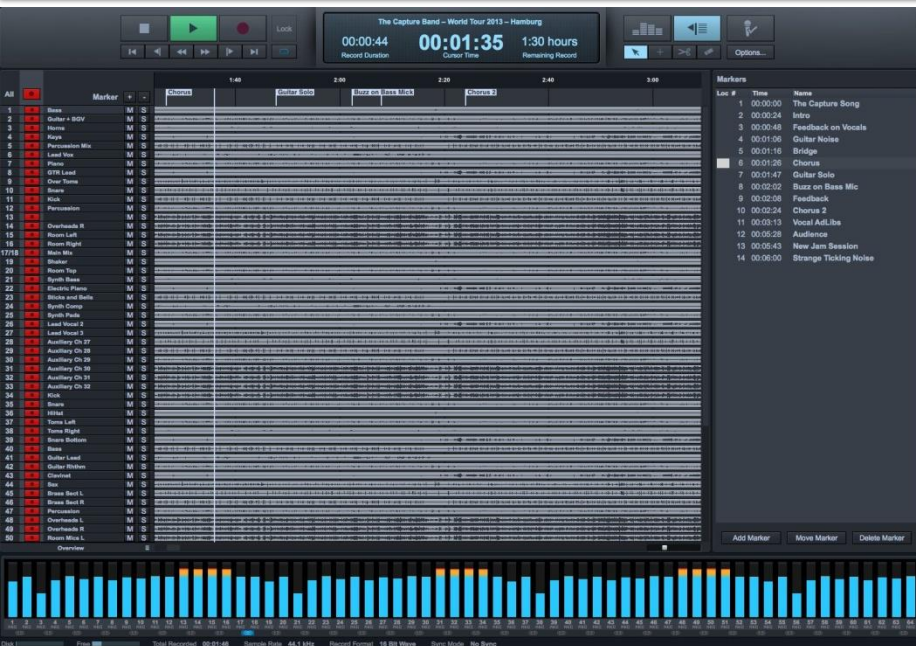 Lock
The Capture Band – World Tour 2013 – Hamburg
00:00:44 00:01:35 1:30 hours
Record Duration Cursor Time Remaining Record
Options...
All Marker + -
1:40 2:00 2:20 2:40 3:00
Chorus Guitar Solo Buzz on Bass Mick Chorus 2
1 Bass M S
2 Guitar + BGV M S
3 Horns M S
4 Keys M S
5 Percussion Mix M S
6 Lead Vox M S
7 Piano M S
8 GTR Lead M S
9 Over Toms M S
10 Snare M S
11 Kick M S
12 Percussion M S
13 M S
14 Overheads R M S
15 Room Left M S
16 Room Right M S
17/18 Main Mix M S
19 Shaker M S
20 Room Top M S
21 Synth Bass M S
22 Electric Piano M S
23 Sticks and Bells M S
24 Synth Comp M S
25 Synth Pads M S
26 Lead Vocal 2 M S
27 Lead Vocal 3 M S
28 Auxiliary Ch 27 M S
29 Auxiliary Ch 28 M S
30 Auxiliary Ch 29 M S
31 Auxiliary Ch 30 M S
32 Auxiliary Ch 31 M S
33 Auxiliary Ch 32 M S
34 Kick M S
35 Snare M S
36 HiHat M S
37 Toms Left M S
38 Toms Right M S
39 Snare Bottom M S
40 Bass M S
41 Guitar Lead M S
42 Guitar Rhythm M S
43 Clavinet M S
44 Sax M S
45 Brass Sect L M S
46 Brass Sect R M S
47 Percussion M S
48 Overheads L M S
49 Overheads R M S
50 Room Mics L M S
Overview
Markers
Loc # Time Name
1 00:00:00 The Capture Song
2 00:00:24 Intro
3 00:00:48 Feedback on Vocals
4 00:01:06 Guitar Noise
5 00:01:16 Bridge
6 00:01:26 Chorus
7 00:01:47 Guitar Solo
8 00:02:02 Buzz on Bass Mic
9 00:02:08 Feedback
10 00:02:24 Chorus 2
11 00:03:13 Vocal AdLibs
12 00:05:28 Audience
13 00:05:43 New Jam Session
14 00:06:00 Strange Ticking Noise
Add Marker Move Marker Delete Marker
Disk Free Total Recorded 00:01:46 Sample Rate 44.1 kHz Record Format 16 Bit Wave Sync Mode No Sync